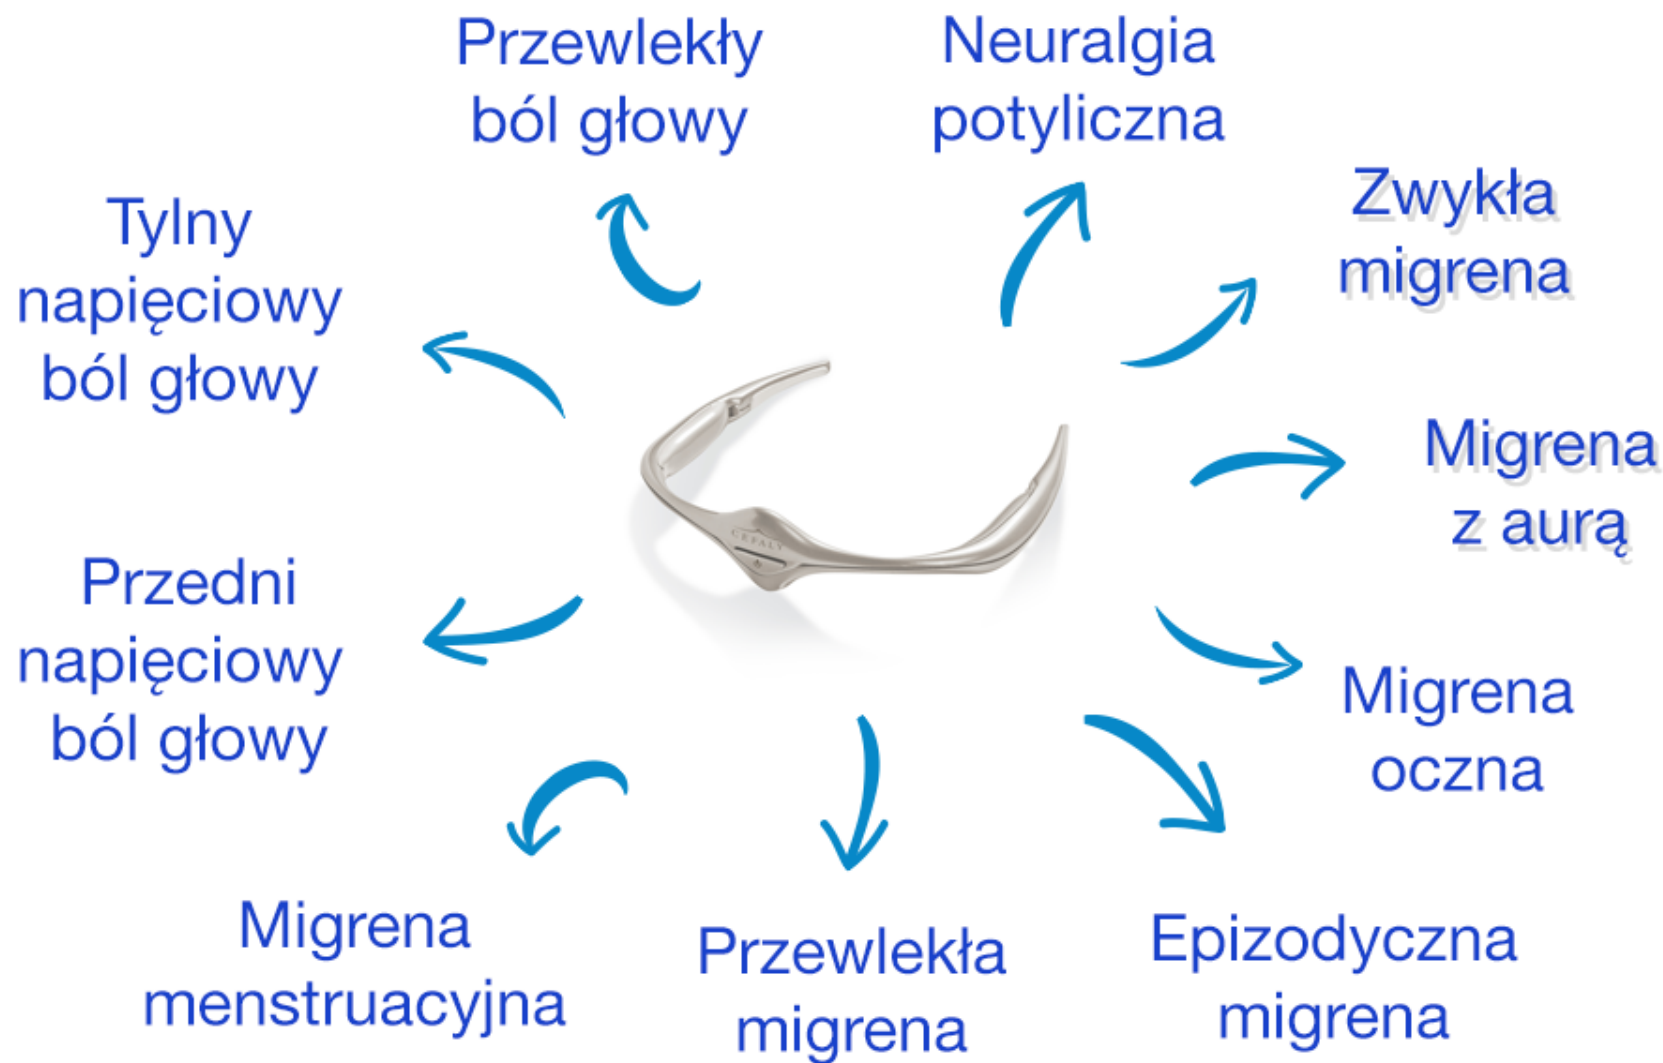 Przewlekły
ból głowy
Neuralgia
potyliczna
Zwykła
migrena
Tylny
napięciowy
ból głowy
Migrena
z aurą
CEFALY
Przedni
napięciowy
ból głowy
Migrena
oczna
Migrena
menstruacyjna
Przewlekła
migrena
Epizodyczna
migrena